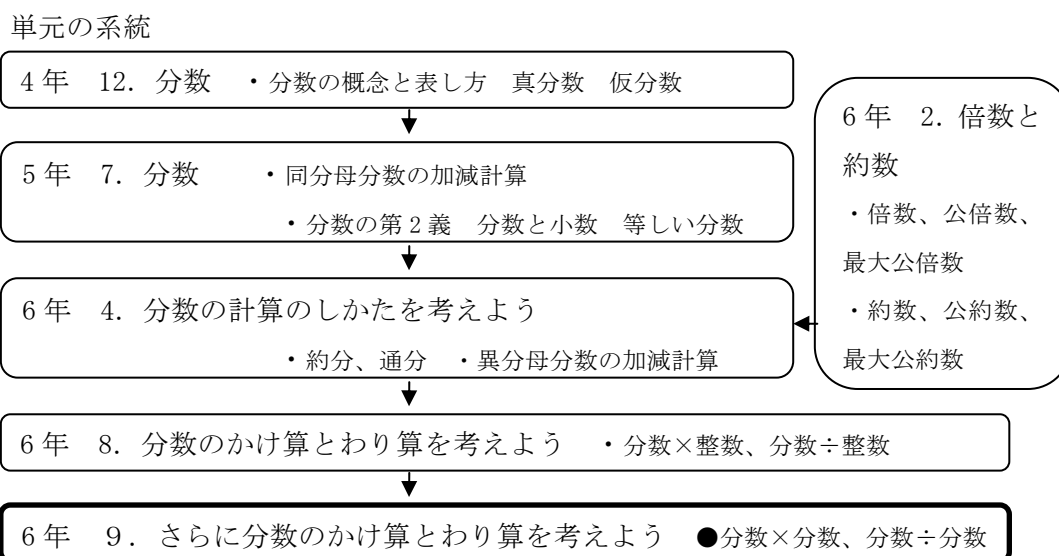 単元の系統
4年 12．分数 ・分数の概念と表し方 真分数 仮分数
5年 7．分数 ・同分母分数の加減計算
・分数の第2義 分数と小数 等しい分数
6年 4．分数の計算のしかたを考えよう
・約分、通分 ・異分母分数の加減計算
6年 2．倍数と
約数
・倍数、公倍数、
最大公倍数
・約数、公約数、
最大公約数
6年 8．分数のかけ算とわり算を考えよう ・分数×整数、分数÷整数
6年 ９．さらに分数のかけ算とわり算を考えよう ●分数×分数、分数÷分数